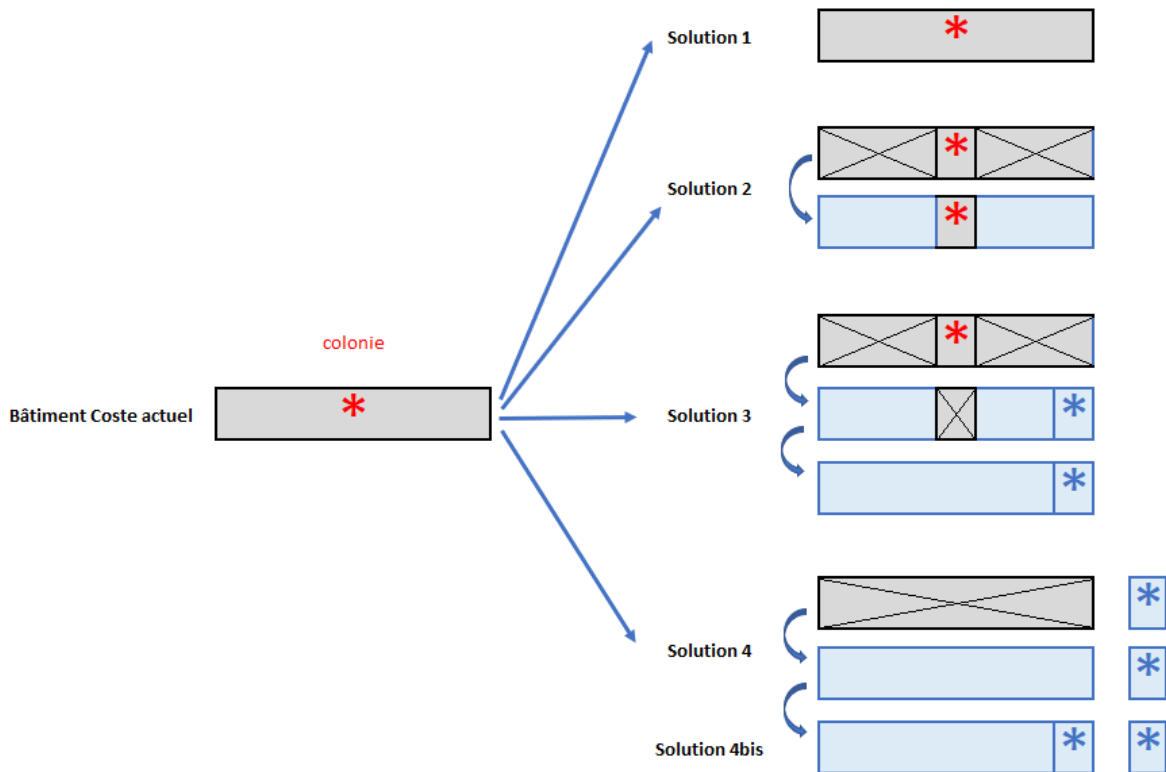 Solution 1
*
*
Solution 2
*
colonie
*
Bâtiment Coste actuel
*
Solution 3
*
*
*
Solution 4
*
Solution 4bis
*
*